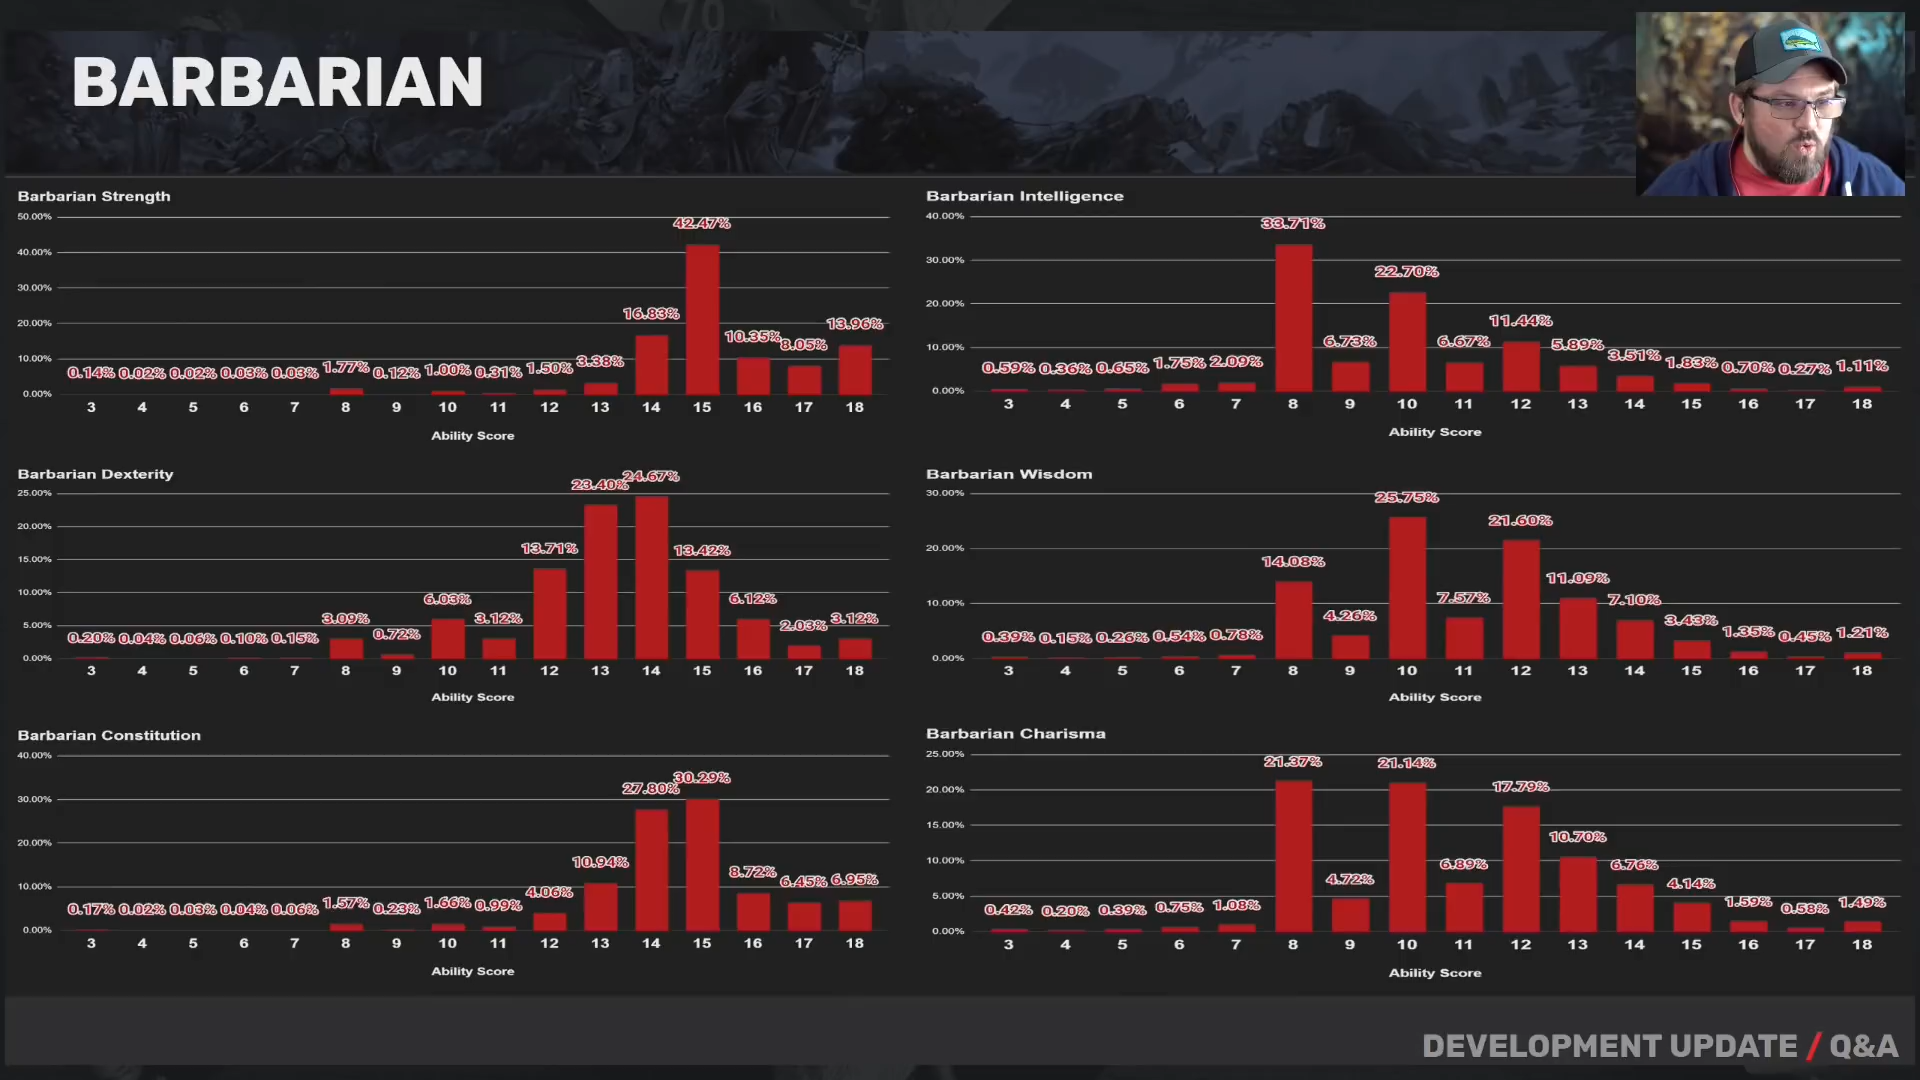 BARBARIAN
Barbarian Strength
50.00%
40.00%
30.00%
20.00%
10.00%
0.00%
0.14% 0.02% 0.02% 0.03% 0.03% 1.77% 0.12% 1.00% 0.31% 1.50% 3.38% 16.83% 42.47% 10.35% 8.05% 13.96%
3 4 5 6 7 8 9 10 11 12 13 14 15 16 17 18
Ability Score
Barbarian Intelligence
40.00%
30.00%
20.00%
10.00%
0.00%
0.59% 0.36% 0.65% 1.75% 2.09% 33.71% 6.73% 22.70% 6.67% 11.44% 5.89% 3.51% 1.83% 0.70% 0.27% 1.11%
3 4 5 6 7 8 9 10 11 12 13 14 15 16 17 18
Ability Score
Barbarian Dexterity
25.00%
20.00%
15.00%
10.00%
5.00%
0.00%
0.20% 0.04% 0.06% 0.10% 0.15% 3.09% 0.72% 6.03% 3.12% 13.71% 23.40% 24.67% 13.42% 6.12% 2.03% 3.12%
3 4 5 6 7 8 9 10 11 12 13 14 15 16 17 18
Ability Score
Barbarian Wisdom
30.00%
20.00%
10.00%
0.00%
0.39% 0.15% 0.26% 0.54% 0.78% 14.08% 4.26% 25.75% 7.57% 21.60% 11.09% 7.10% 3.43% 1.35% 0.45% 1.21%
3 4 5 6 7 8 9 10 11 12 13 14 15 16 17 18
Ability Score
Barbarian Constitution
40.00%
30.00%
20.00%
10.00%
0.00%
0.17% 0.02% 0.03% 0.04% 0.06% 1.57% 0.23% 1.66% 0.99% 4.06% 10.94% 27.80% 30.29% 8.72% 6.45% 6.95%
3 4 5 6 7 8 9 10 11 12 13 14 15 16 17 18
Ability Score
Barbarian Charisma
25.00%
20.00%
15.00%
10.00%
5.00%
0.00%
0.42% 0.20% 0.39% 0.75% 1.08% 21.37% 4.72% 21.14% 6.89% 17.79% 10.70% 6.76% 4.14% 1.59% 0.58% 1.49%
3 4 5 6 7 8 9 10 11 12 13 14 15 16 17 18
Ability Score
DEVELOPMENT UPDATE / Q&A